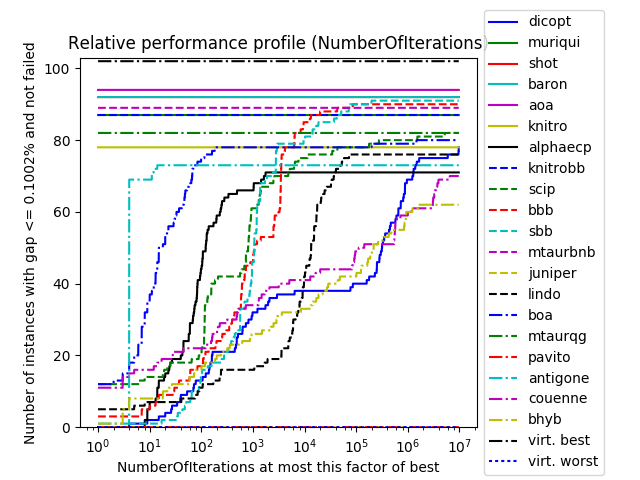 Relative performance profile (NumberOfIterations)
Number of instances with gap <= 0.1002% and not failed
100
80
60
40
20
0
10^0
10^1
10^2
10^3
10^4
10^5
10^6
10^7
NumberOfIterations at most this factor of best
dicopt
muriqui
shot
baron
aoa
knitro
alphaecp
knitrobb
scip
bbb
sbb
mtaurbnb
juniper
lindo
boa
mtaurqg
pavito
antigone
couenne
bhyb
virt. best
virt. worst